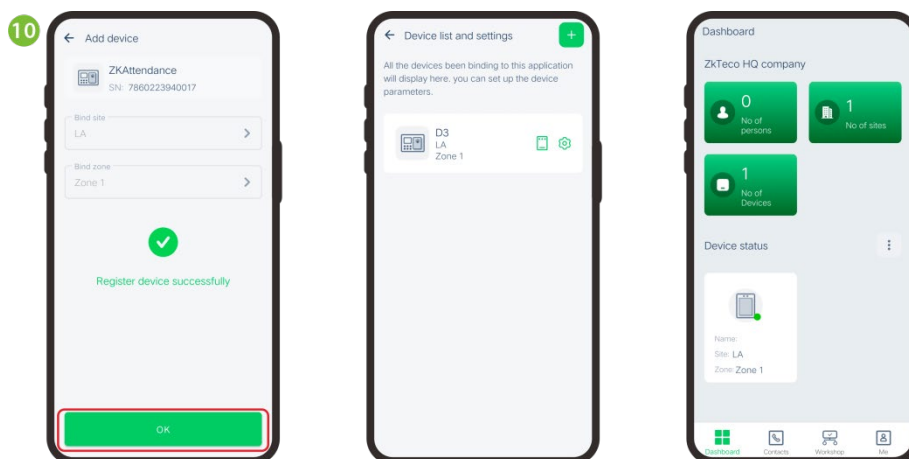 10
Add device
ZKAttendance
SN: 7860223940017
Bind site
LA
Bind zone
Zone 1
Register device successfully
OK
Device list and settings
+
All the devices been binding to this application
will display here. you can set up the device
parameters.
D3
LA
Zone 1
Dashboard
ZkTeco HQ company
0
No of
persons
1
No of sites
1
No of
Devices
Device status
Name:
Site: LA
Zone: Zone 1
Dashboard
Contacts
Workshop
Me